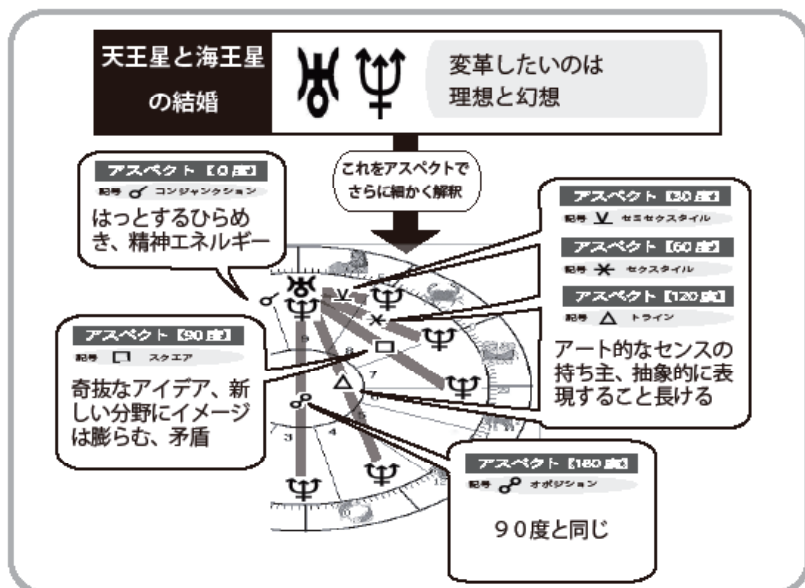 天王星と海王星
の結婚
変革したいのは
理想と幻想
これをアスペクトで
さらに細かく解釈
アスペクト【0度】
記号 ☌ コンジャンクション
はっとするひらめ
き、精神エネルギー
アスペクト【30度】
記号 ⚺ セミセクスタイル
アスペクト【60度】
記号 ⚹ セクスタイル
アスペクト【120度】
記号 △ トライン
アート的なセンスの
持ち主、抽象的に表
現すること長ける
アスペクト【90度】
記号 □ スクエア
奇抜なアイデア、新
しい分野にイメージ
は膨らむ、矛盾
アスペクト【180度】
記号 ☍ オポジション
９０度と同じ
9
8
7
6
3
4